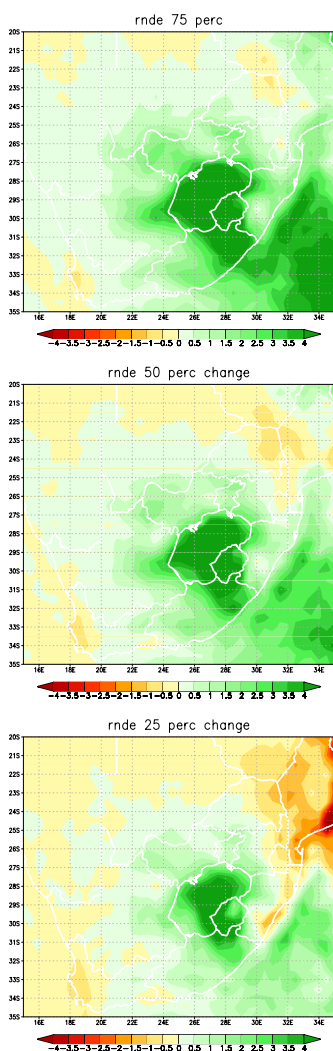 rnde 75 perc
20S
21S
22S
23S
24S
25S
26S
27S
28S
29S
30S
31S
32S
33S
34S
35S
16E 18E 20E 22E 24E 26E 28E 30E 32E 34E
-4 -3.5 -3 -2.5 -2 -1.5 -1 -0.5 0 0.5 1 1.5 2 2.5 3 3.5 4
rnde 50 perc change
20S
21S
22S
23S
24S
25S
26S
27S
28S
29S
30S
31S
32S
33S
34S
35S
16E 18E 20E 22E 24E 26E 28E 30E 32E 34E
-4 -3.5 -3 -2.5 -2 -1.5 -1 -0.5 0 0.5 1 1.5 2 2.5 3 3.5 4
rnde 25 perc change
20S
21S
22S
23S
24S
25S
26S
27S
28S
29S
30S
31S
32S
33S
34S
35S
16E 18E 20E 22E 24E 26E 28E 30E 32E 34E
-4 -3.5 -3 -2.5 -2 -1.5 -1 -0.5 0 0.5 1 1.5 2 2.5 3 3.5 4